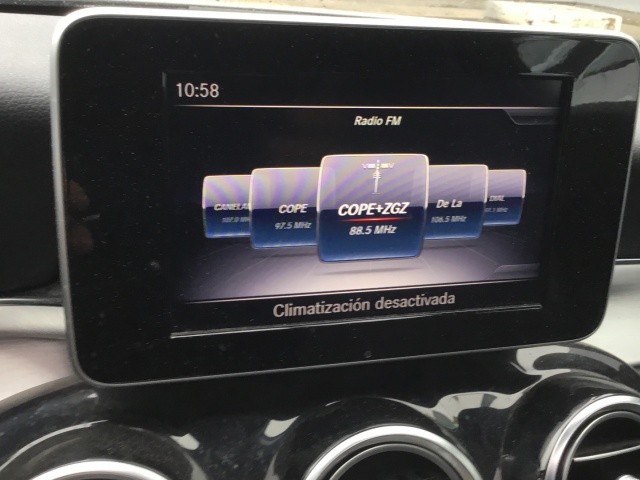 10:58
Radio FM
COPE 97.5 MHz
COPE+ZGZ 88.5 MHz
De La 106.5 MHz
DIAL
Climatización desactivada